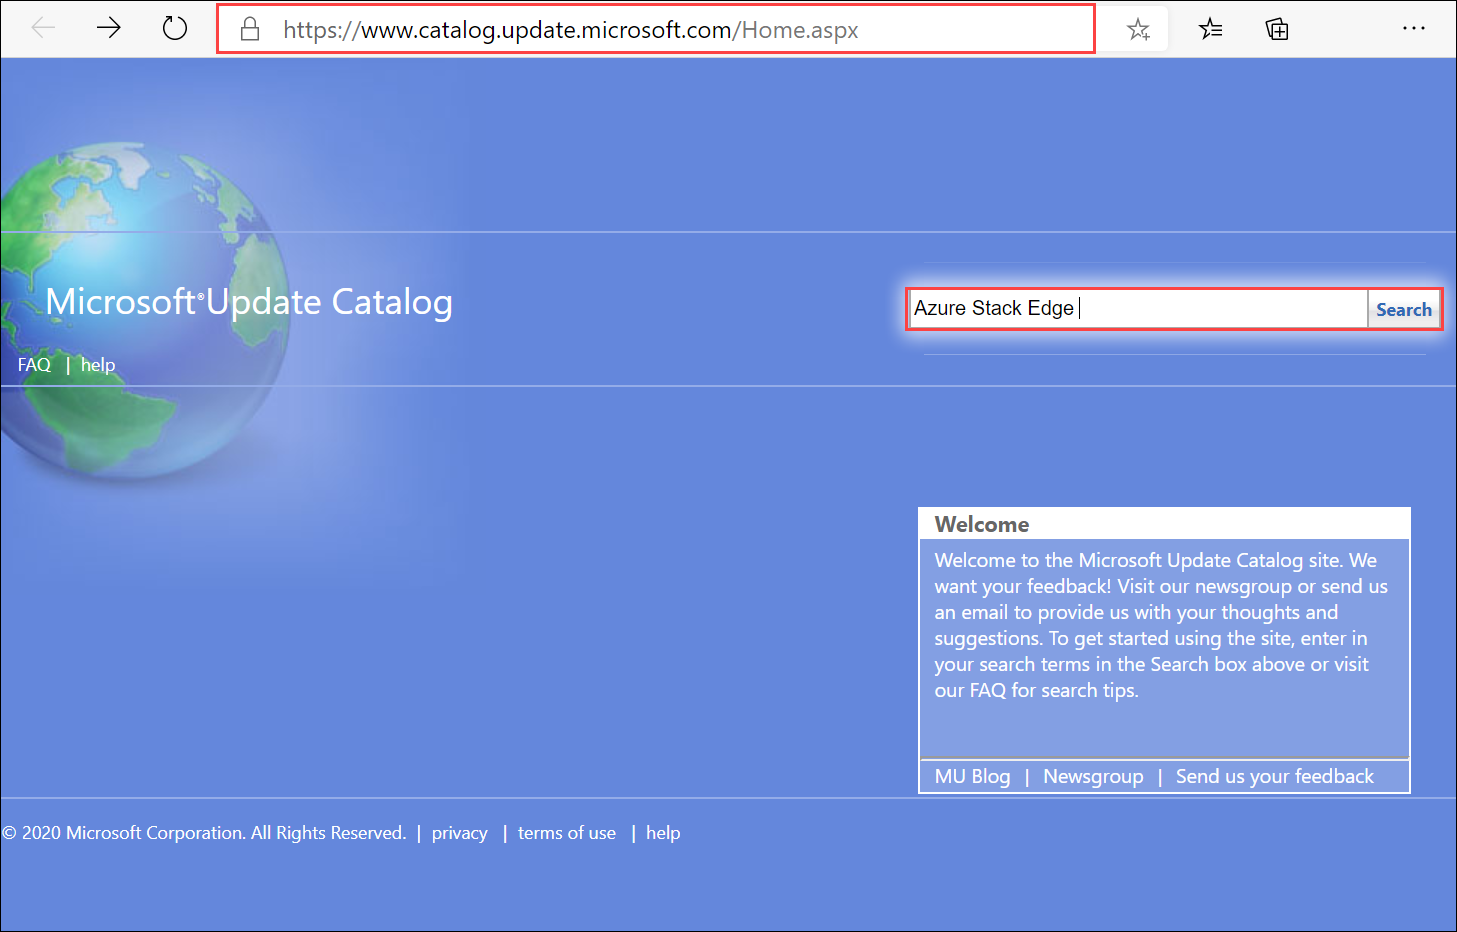 https://www.catalog.update.microsoft.com/Home.aspx
Microsoft®Update Catalog
Azure Stack Edge
Search
FAQ | help
Welcome
Welcome to the Microsoft Update Catalog site. We
want your feedback! Visit our newsgroup or send us
an email to provide us with your thoughts and
suggestions. To get started using the site, enter in
your search terms in the Search box above or visit
our FAQ for search tips.
MU Blog | Newsgroup | Send us your feedback
© 2020 Microsoft Corporation. All Rights Reserved. | privacy | terms of use | help